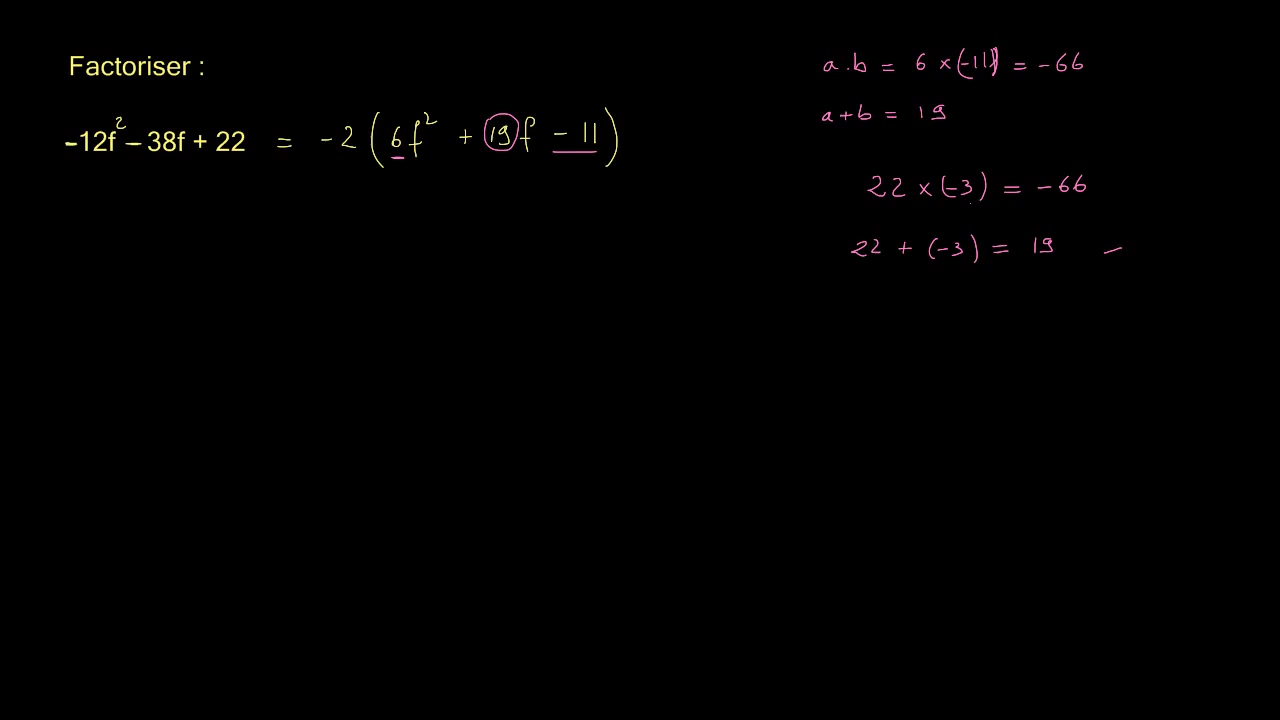 Factoriser :
-12f² – 38f + 22 = -2 (6f² + 19f - 11)
a.b = 6 × (-11) = -66
a+b = 19
22 × (-3) = -66
22 + (-3) = 19 –